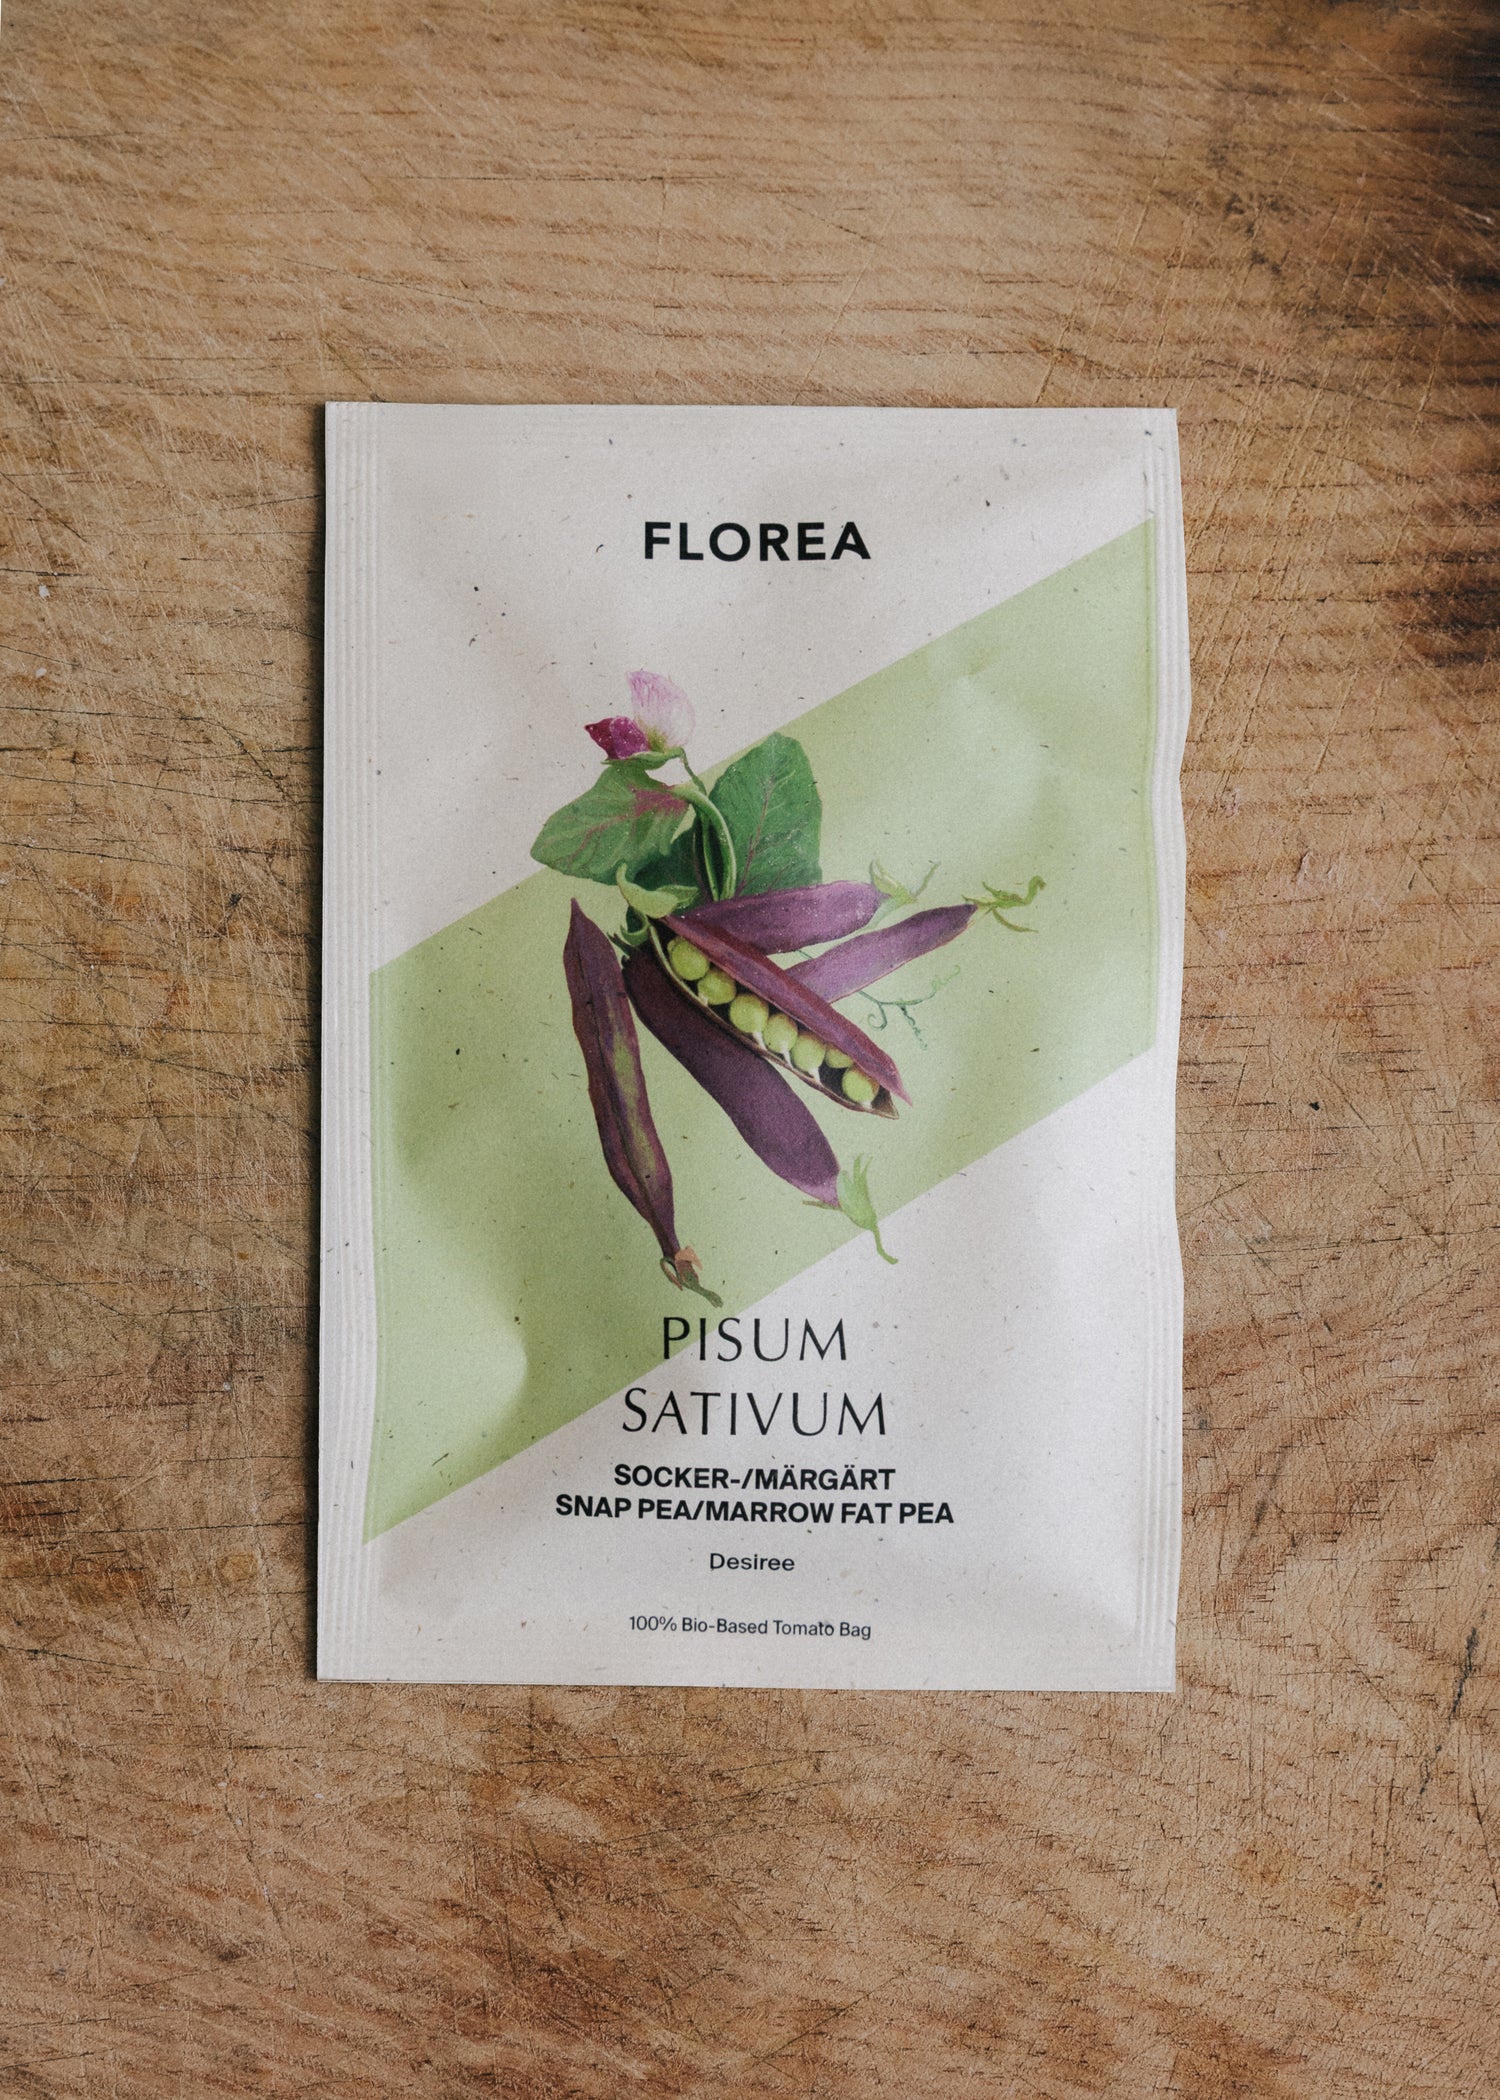 FLOREA
PISUM
SATIVUM
SOCKER-/MÄRGÄRT
SNAP PEA/MARROW FAT PEA
Desiree
100% Bio-Based Tomato Bag